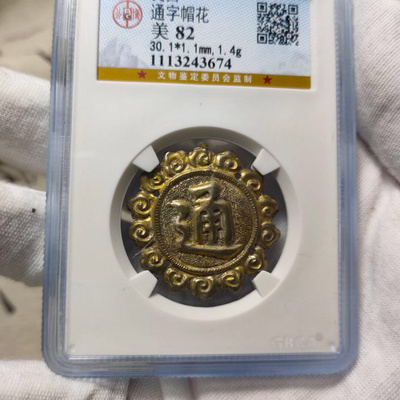 通字帽花
美 82
30.1*1.1mm,1.4g
1113243674
★ 文物鉴定委员会监制 ★
通